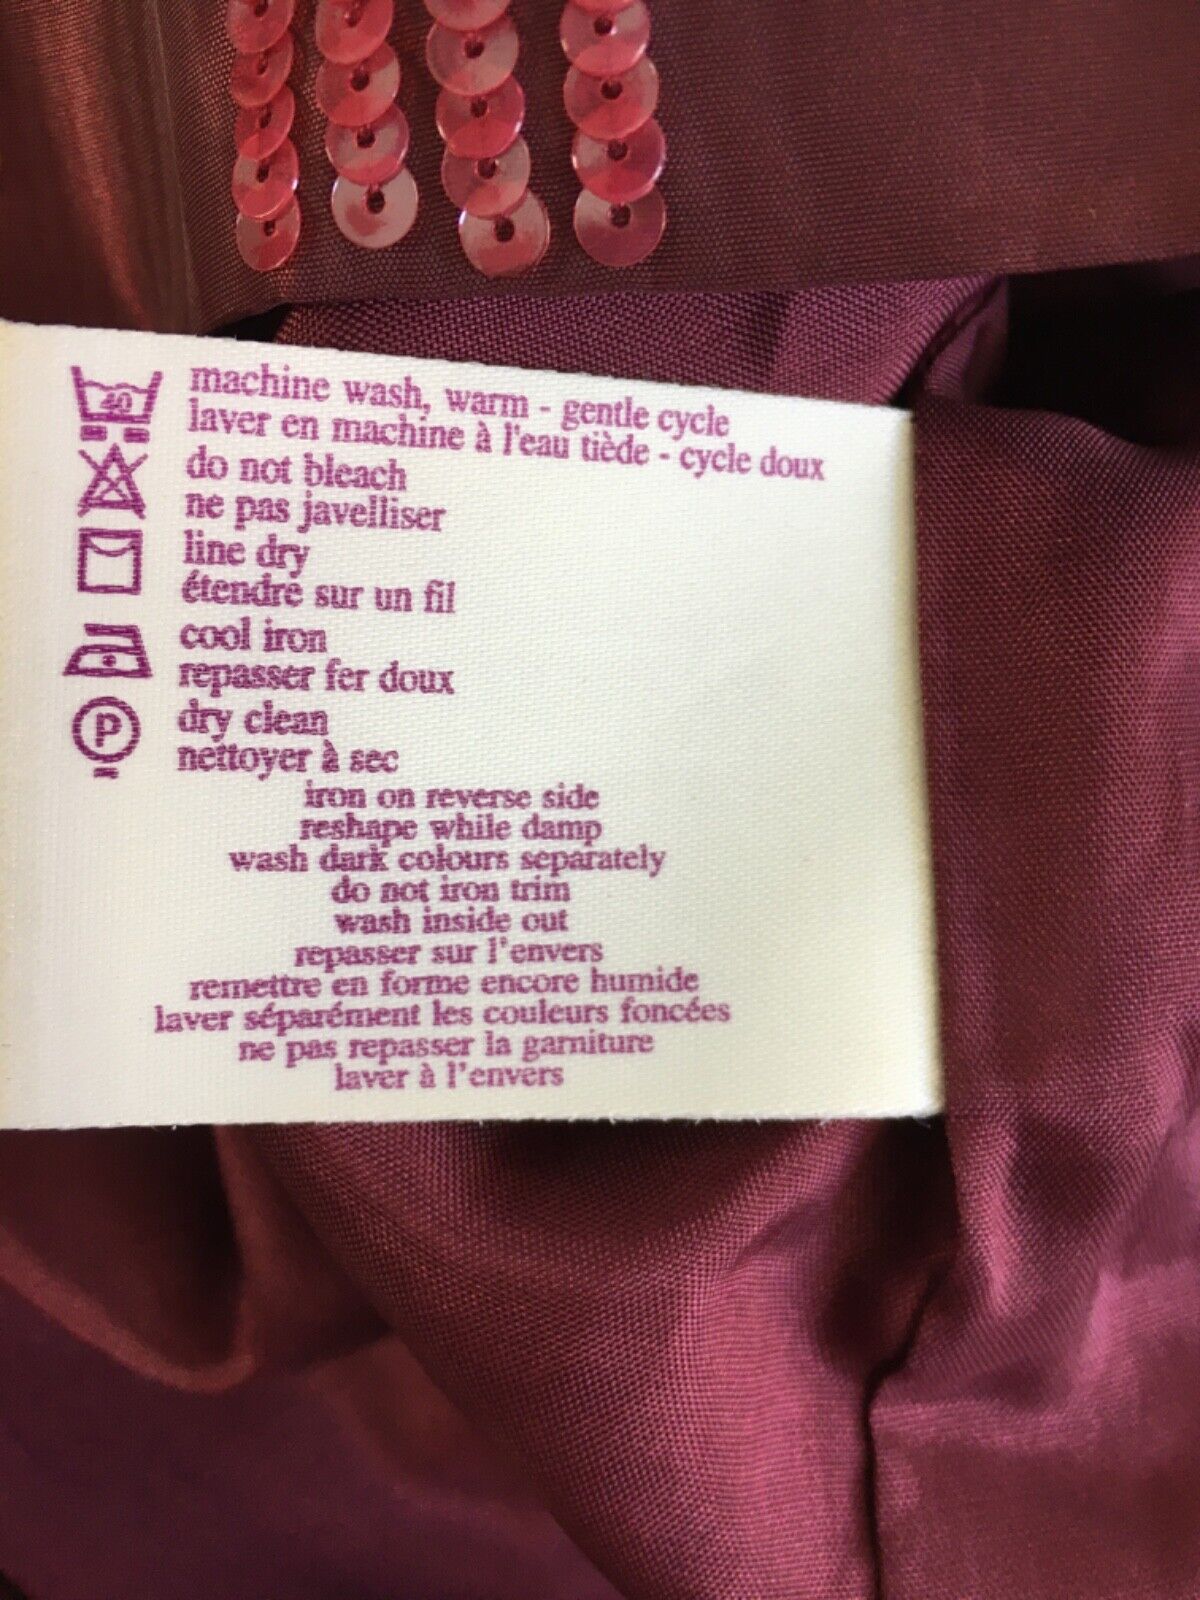 40
machine wash, warm - gentle cycle
laver en machine à l'eau tiède - cycle doux
do not bleach
ne pas javelliser
line dry
étendre sur un fil
cool iron
repasser fer doux
P
dry clean
nettoyer à sec
iron on reverse side
reshape while damp
wash dark colours separately
do not iron trim
wash inside out
repasser sur l'envers
remettre en forme encore humide
laver séparément les couleurs foncées
ne pas repasser la garniture
laver à l'envers